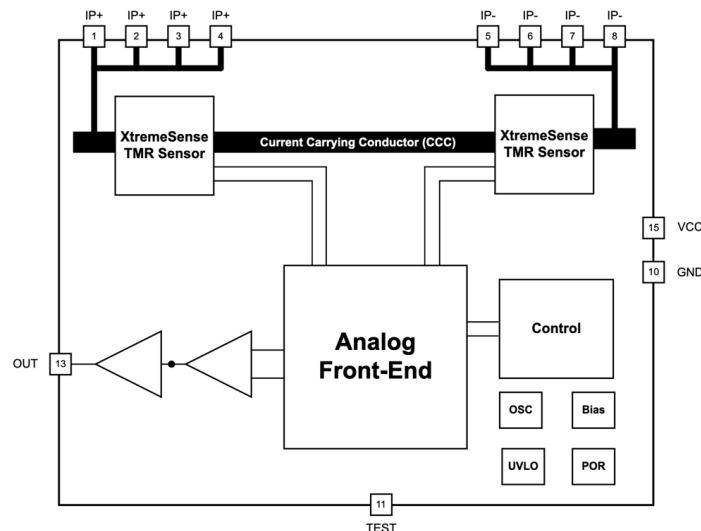 IP+ IP+ IP+ IP+ IP- IP- IP- IP-
1 2 3 4 5 6 7 8
XtremeSense
TMR Sensor
Current Carrying Conductor (CCC)
XtremeSense
TMR Sensor
15 VCC
10 GND
Analog
Front-End
Control
OUT 13
OSC Bias
UVLO POR
11
TEST